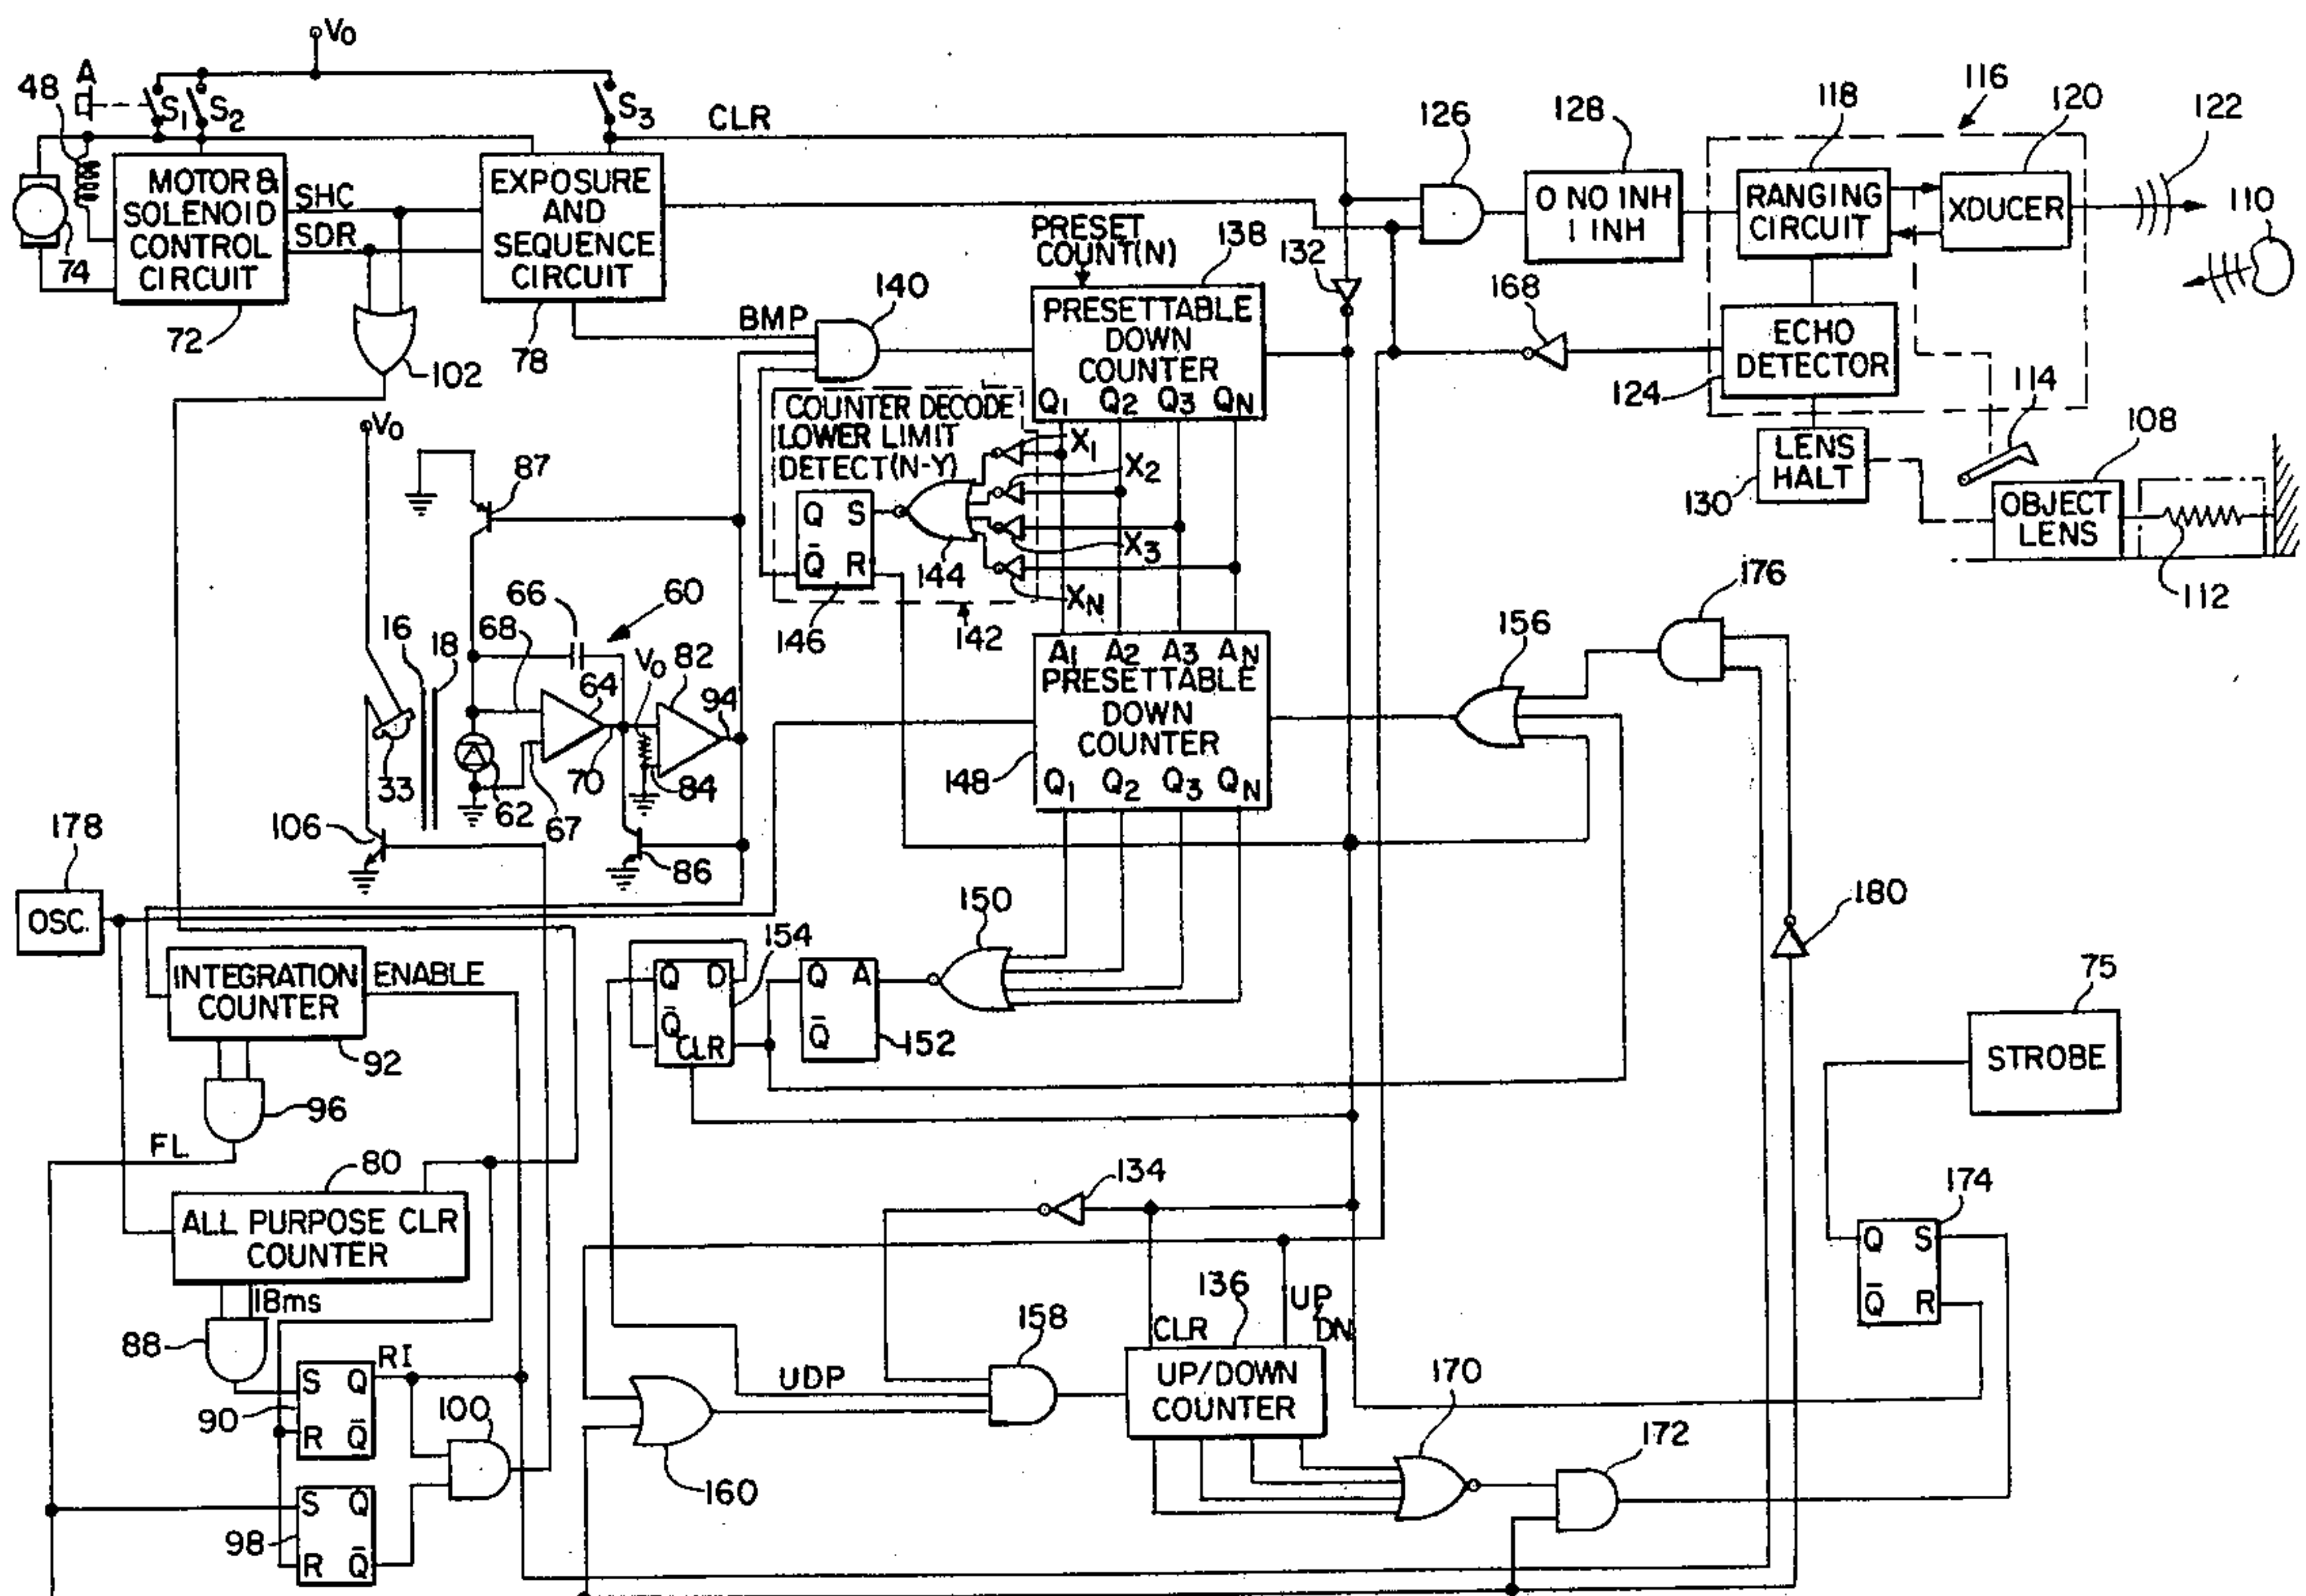 V0
A
48
S1
S2
S3
CLR
MOTOR &
SOLENOID
CONTROL
CIRCUIT
SHC
SDR
74
72
102
EXPOSURE
AND
SEQUENCE
CIRCUIT
78
BMP
140
PRESET
COUNT(N)
138
132
PRESETTABLE
DOWN
COUNTER
Q1 Q2 Q3 QN
126
128
0 NO INH
1 INH
116
118
120
122
110
RANGING
CIRCUIT
XDUCER
168
ECHO
DETECTOR
124
114
108
LENS
HALT
130
OBJECT
LENS
112
COUNTER DECODE
LOWER LIMIT
DETECT(N-Y)
X1
X2
X3
XN
Q S
Q̄ R
144
146
142
V0
87
66
60
16
18
68
V0
82
64
94
33
62
67
70
84
106
86
A1 A2 A3 AN
PRESETTABLE
DOWN
COUNTER
148
Q1 Q2 Q3 QN
156
176
178
OSC.
150
154
180
INTEGRATION
COUNTER
ENABLE
92
Q D
Q̄
CLR
Q A
Q̄
152
75
STROBE
96
FL
80
ALL PURPOSE CLR
COUNTER
18ms
134
174
Q S
Q̄ R
88
RI
S Q
R Q̄
90
100
S Q
R Q̄
98
UDP
158
136
CLR
UP
DN
UP/DOWN
COUNTER
170
172
160